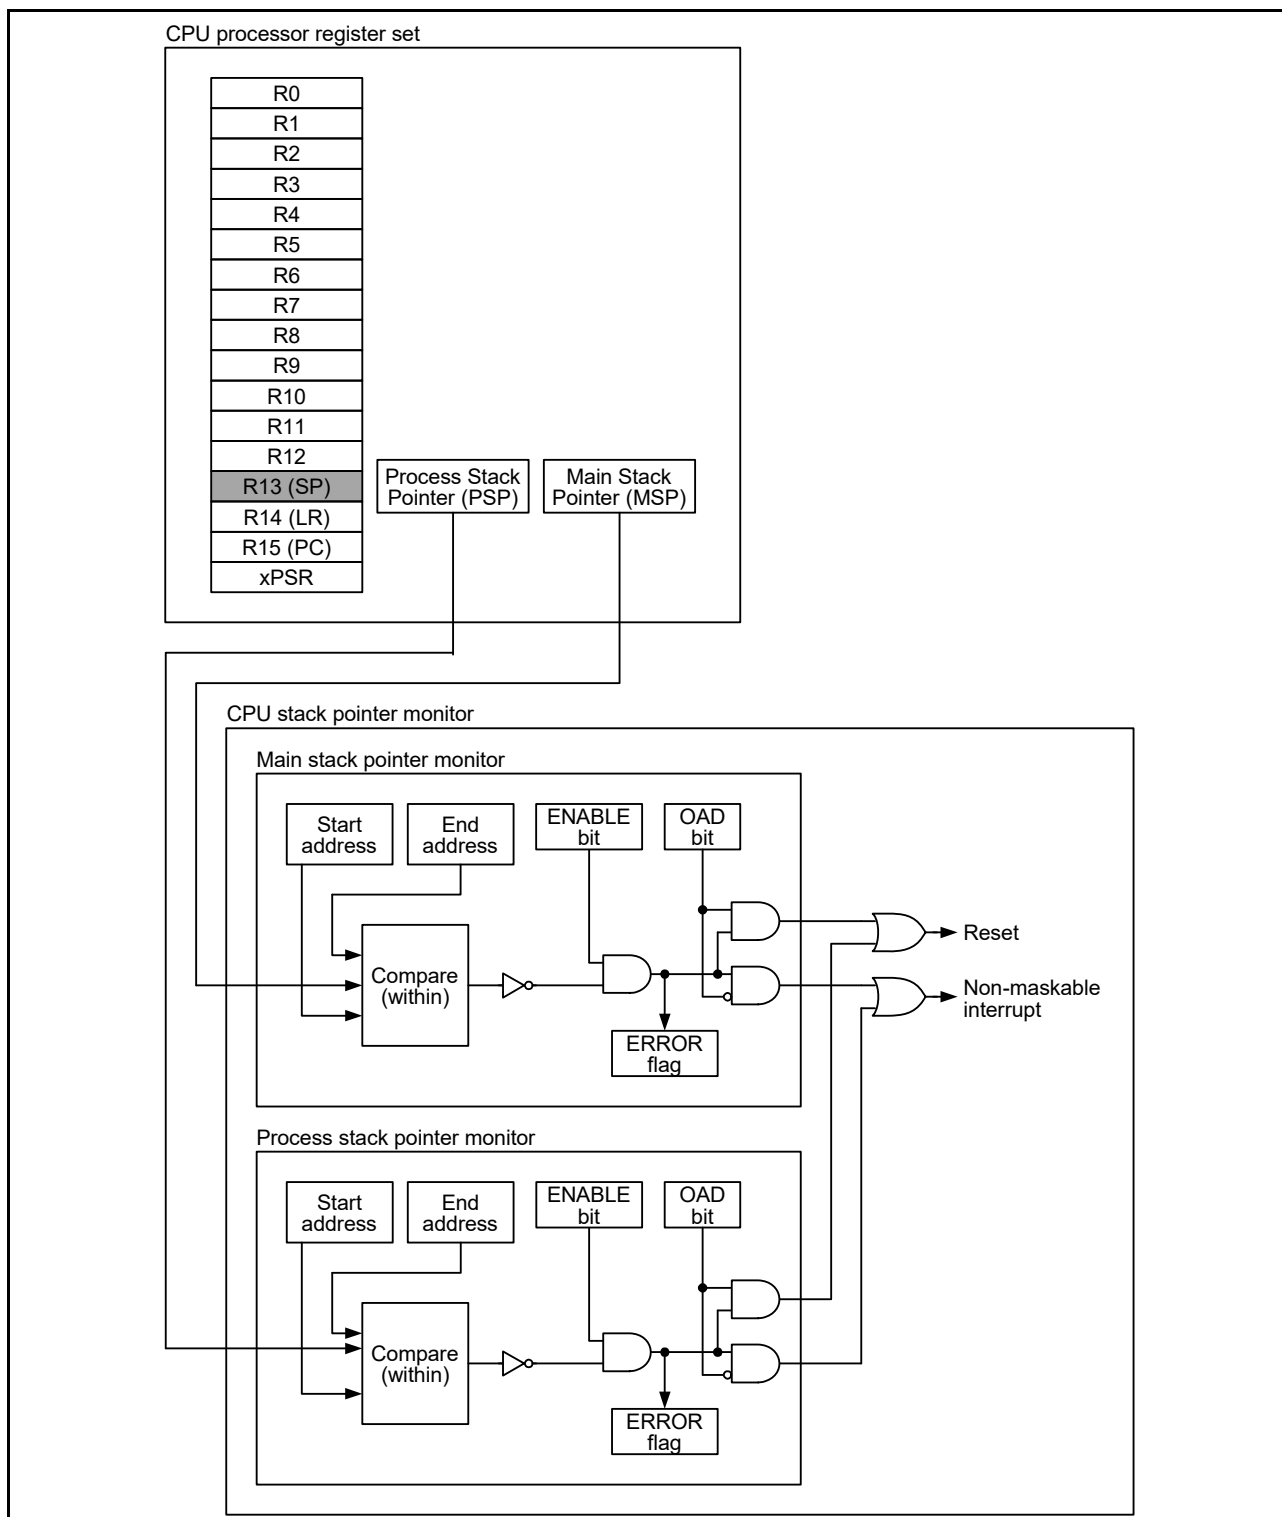 CPU processor register set
R0
R1
R2
R3
R4
R5
R6
R7
R8
R9
R10
R11
R12
R13 (SP)
R14 (LR)
R15 (PC)
xPSR
Process Stack
Pointer (PSP)
Main Stack
Pointer (MSP)
CPU stack pointer monitor
Main stack pointer monitor
Start
address
End
address
ENABLE
bit
OAD
bit
Compare
(within)
ERROR
flag
Reset
Non-maskable
interrupt
Process stack pointer monitor
Start
address
End
address
ENABLE
bit
OAD
bit
Compare
(within)
ERROR
flag